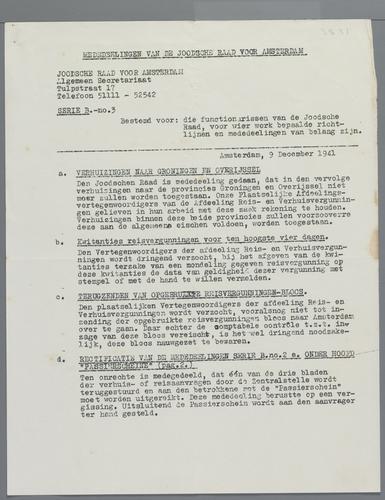 MEDEDEELINGEN VAN DE JOODSCHE RAAD VOOR AMSTERDAM
JOODSCHE RAAD VOOR AMSTERDAM
Algemeen Secretariaat
Tulpstraat 17
Telefoon 51111 - 52542
SERIE B.-no.3
Bestemd voor: die functionarissen van de Joodsche
Raad, voor wier work bepaalde richt-
lijnen en mededeelingen van belang zijn.
Amsterdam, 9 December 1941
a. VERHUIZINGEN NAAR GRONINGEN EN OVERIJSSEL
Den Joodschen Raad is mededeeling gedaan, dat in den vervolge
verhuizingen naar de provincies Groningen en Overijssel niet
meer zullen worden toegestaan. Onze Plaatselijke Afdeelings-
vertegenwoordigers van de Afdeeling Reis- en Verhuisvergunnin-
gen gelieven in hun arbeid met deze zaak rekening te houden.
Verhuizingen binnen deze beide provincies zullen voorzoverre
deze aan de algemeene eischen voldoen, worden toegestaan.
b. Kwitanties reisvergunningen voor ten hoogste vier dagen.
Den Vertegenwoordigers der afdeeling Reis- en Verhuisvergun-
ningen wordt dringend verzocht, bij het afgeven van de kwi-
tanties terzake van een mondeling gegeven reisvergunning op
deze kwitanties de data van geldigheid dezer vergunning met
stempel of met de hand te willen vermelden.
c. TERUGZENDEN VAN OPGEBRUIKTE REISVERGUNNINGEN-BLOCS.
Den plaatselijken Vertegenwoordigers der afdeeling Reis- en
Verhuisvergunningen wordt verzocht, vooralsnog niet tot in-
zending der opgebruikte reisvergunningen blocs naar Amsterdam
over te gaan. Daar echter de comptabele contrôle t.z.t. in-
zage van deze blocs vereischt, is het wel dringend noodzake-
lijk, deze blocs nauwgezet te bewaren.
d. RECTIFICATIE VAN DE MEDEDEELINGEN SERIE B.no.2 e. ONDER HOOFD
"PASSIERSCHEINE" (pag.2.)
Ten onrechte is medegedeeld, dat één van de drie bladen
der verhuis- of reisaanvragen door de Zentralstelle wordt
teruggestuurd en aan den betrokkene met de "Passierschein"
moet worden uitgereikt. Deze mededeeling berustte op een ver-
gissing. Uitsluitend de Passierschein wordt aan den aanvrager
ter hand gesteld.